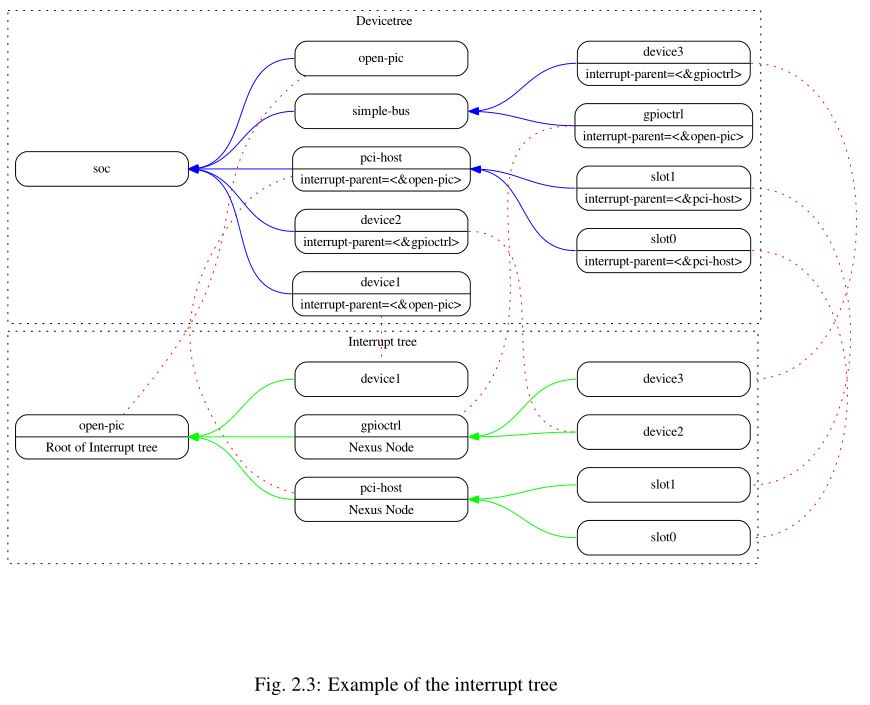 Devicetree
open-pic
simple-bus
soc
pci-host
interrupt-parent=<&open-pic>
device2
interrupt-parent=<&gpioctrl>
device1
interrupt-parent=<&open-pic>
device3
interrupt-parent=<&gpioctrl>
gpioctrl
interrupt-parent=<&open-pic>
slot1
interrupt-parent=<&pci-host>
slot0
interrupt-parent=<&pci-host>
Interrupt tree
open-pic
Root of Interrupt tree
device1
gpioctrl
Nexus Node
pci-host
Nexus Node
device3
device2
slot1
slot0
Fig. 2.3: Example of the interrupt tree